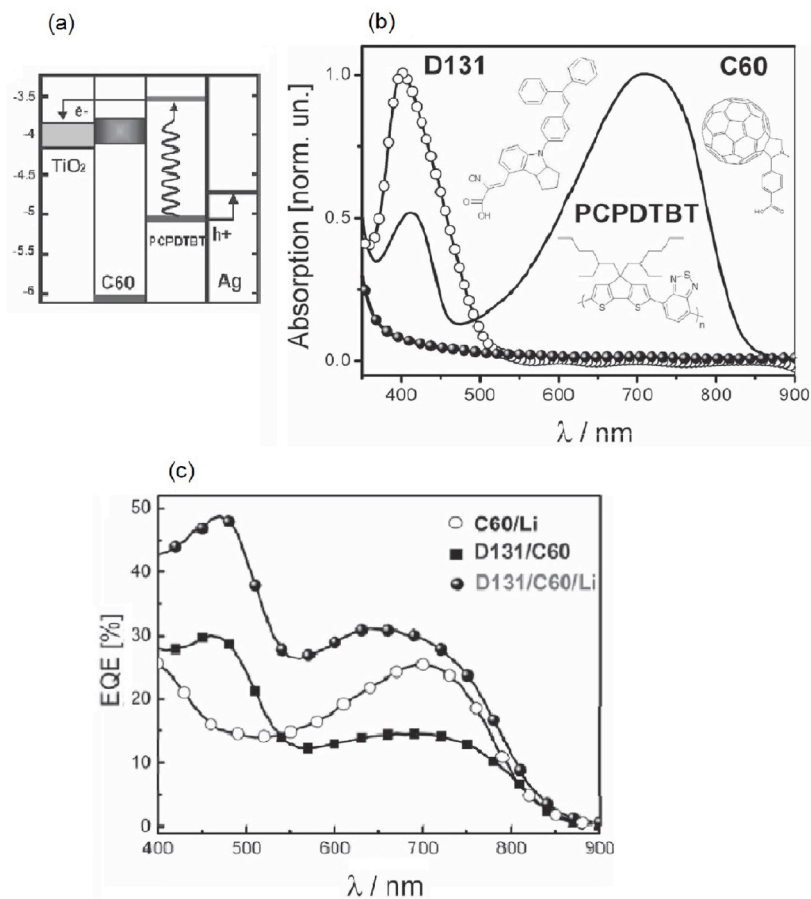 (a)
(b)
-3.5
-4
-4.5
-5
-5.5
-6
e-
TiO₂
C60
PCPDTBT
h+
Ag
D131
C60
PCPDTBT
1.0
0.5
0.0
Absorption [norm. un.]
400
500
600
700
800
900
λ / nm
N
CN
O
OH
N
O
HO
N
S
N
S
S
n
(c)
50
40
30
20
10
0
EQE [%]
C60/Li
D131/C60
D131/C60/Li
400
500
600
700
800
900
λ / nm